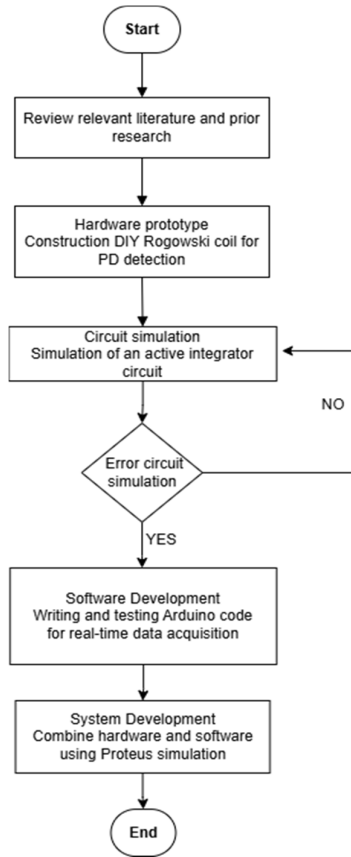 Start
Review relevant literature and prior
research
Hardware prototype
Construction DIY Rogowski coil for
PD detection
Circuit simulation
Simulation of an active integrator
circuit
NO
Error circuit
simulation
YES
Software Development
Writing and testing Arduino code
for real-time data acquisition
System Development
Combine hardware and software
using Proteus simulation
End